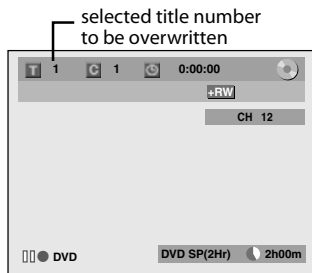 selected title number
to be overwritten
T 1 C 1 0:00:00
+RW
CH 12
DVD DVD SP(2Hr) 2h00m